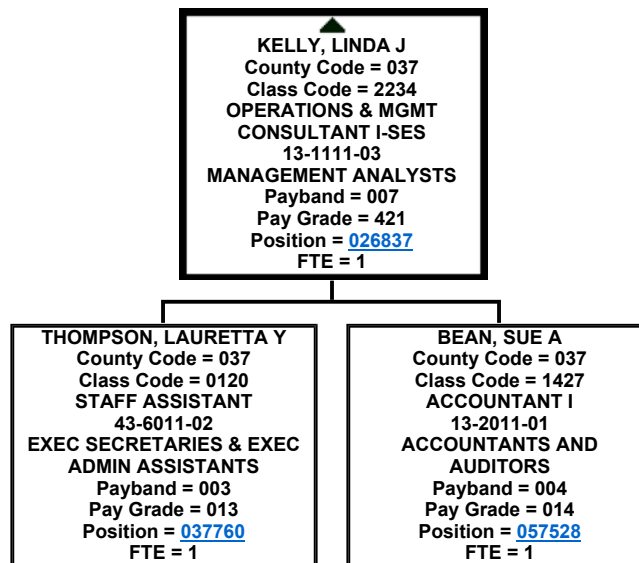 KELLY, LINDA J
County Code = 037
Class Code = 2234
OPERATIONS & MGMT
CONSULTANT I-SES
13-1111-03
MANAGEMENT ANALYSTS
Payband = 007
Pay Grade = 421
Position = 026837
FTE = 1
THOMPSON, LAURETTA Y
County Code = 037
Class Code = 0120
STAFF ASSISTANT
43-6011-02
EXEC SECRETARIES & EXEC
ADMIN ASSISTANTS
Payband = 003
Pay Grade = 013
Position = 037760
FTE = 1
BEAN, SUE A
County Code = 037
Class Code = 1427
ACCOUNTANT I
13-2011-01
ACCOUNTANTS AND
AUDITORS
Payband = 004
Pay Grade = 014
Position = 057528
FTE = 1